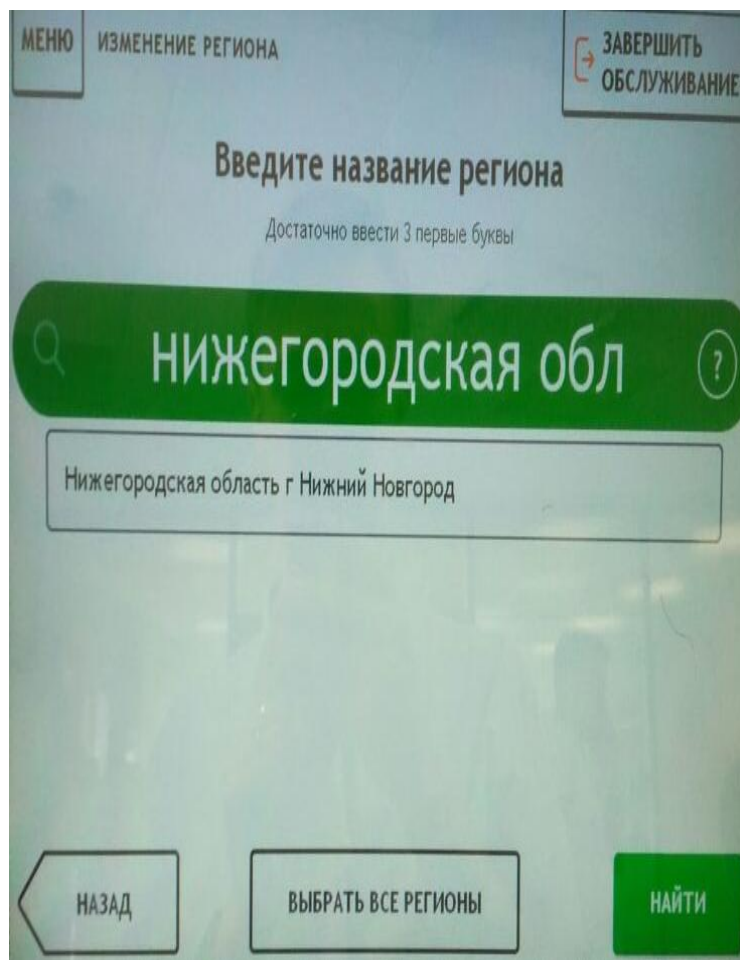 МЕНЮ
ИЗМЕНЕНИЕ РЕГИОНА
ЗАВЕРШИТЬ
ОБСЛУЖИВАНИЕ
Введите название региона
Достаточно ввести 3 первые буквы
нижегородская обл
?
Нижегородская область г Нижний Новгород
НАЗАД
ВЫБРАТЬ ВСЕ РЕГИОНЫ
НАЙТИ